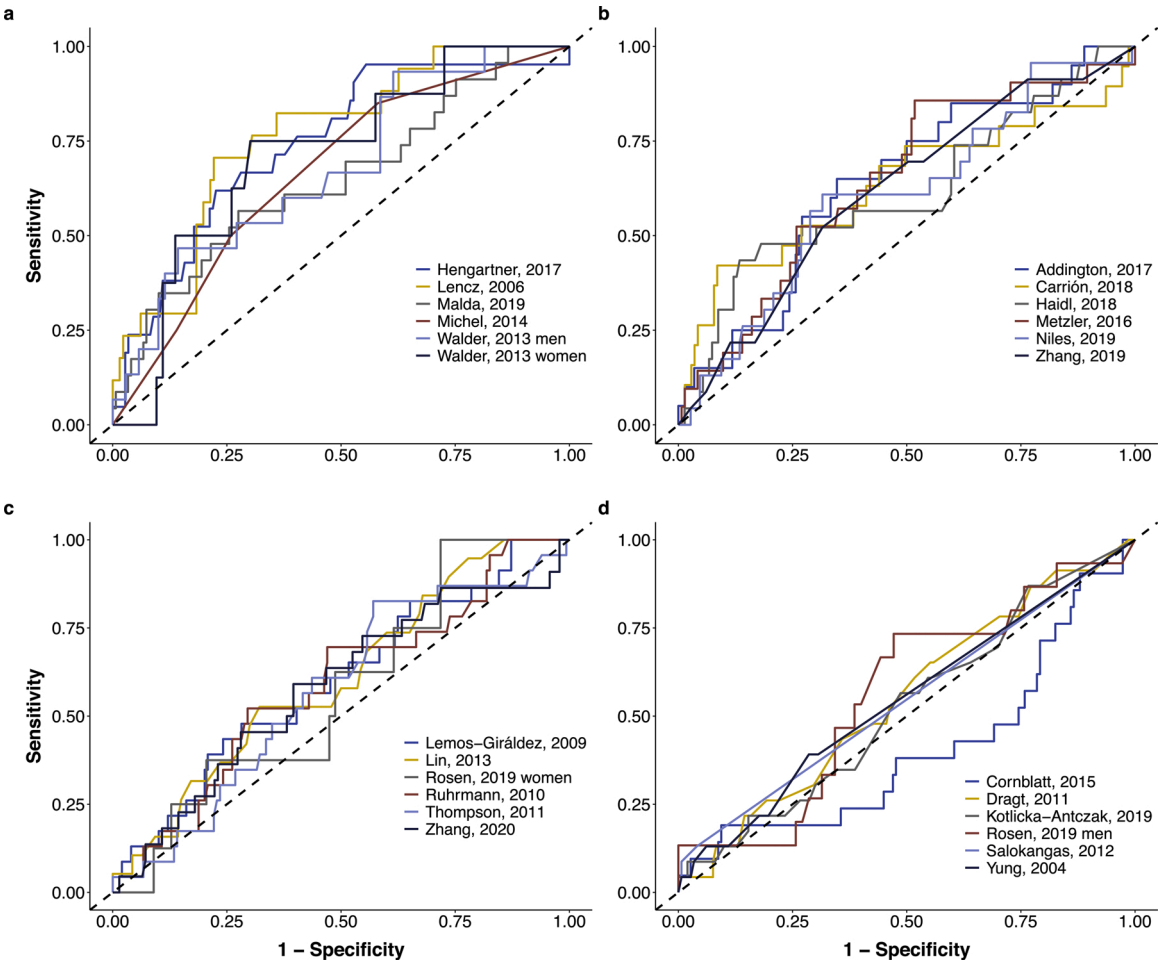 a
1.00
0.75
0.50
0.25
0.00
Sensitivity
Hengartner, 2017
Lencz, 2006
Malda, 2019
Michel, 2014
Walder, 2013 men
Walder, 2013 women
0.00 0.25 0.50 0.75 1.00
b
1.00
0.75
0.50
0.25
0.00
Addington, 2017
Carrión, 2018
Haidl, 2018
Metzler, 2016
Niles, 2019
Zhang, 2019
0.00 0.25 0.50 0.75 1.00
c
1.00
0.75
0.50
0.25
0.00
Sensitivity
Lemos−Giráldez, 2009
Lin, 2013
Rosen, 2019 women
Ruhrmann, 2010
Thompson, 2011
Zhang, 2020
0.00 0.25 0.50 0.75 1.00
1 − Specificity
d
1.00
0.75
0.50
0.25
0.00
Cornblatt, 2015
Dragt, 2011
Kotlicka−Antczak, 2019
Rosen, 2019 men
Salokangas, 2012
Yung, 2004
0.00 0.25 0.50 0.75 1.00
1 − Specificity